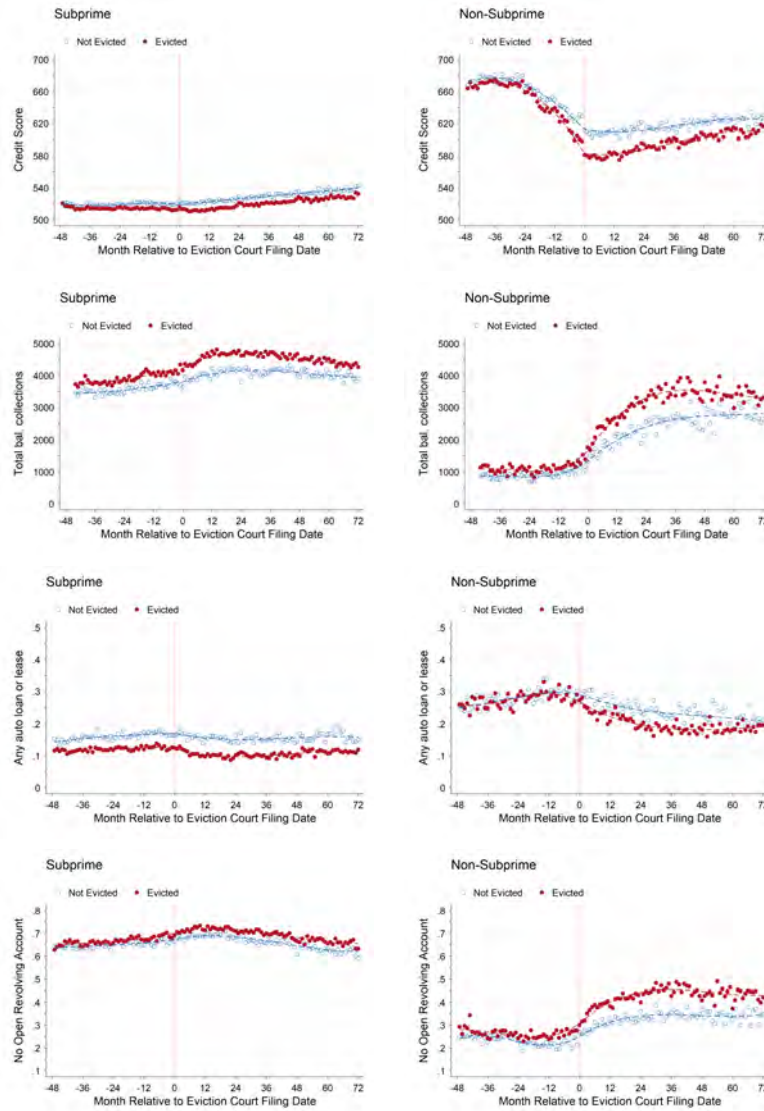 Subprime
Not Evicted Evicted
Credit Score
700
660
620
580
540
500
-48 -36 -24 -12 0 12 24 36 48 60 72
Month Relative to Eviction Court Filing Date
Non-Subprime
Not Evicted Evicted
Credit Score
700
660
620
580
540
500
-48 -36 -24 -12 0 12 24 36 48 60 72
Month Relative to Eviction Court Filing Date
Subprime
Not Evicted Evicted
Total bal. collections
5000
4000
3000
2000
1000
0
-48 -36 -24 -12 0 12 24 36 48 60 72
Month Relative to Eviction Court Filing Date
Non-Subprime
Not Evicted Evicted
Total bal. collections
5000
4000
3000
2000
1000
0
-48 -36 -24 -12 0 12 24 36 48 60 72
Month Relative to Eviction Court Filing Date
Subprime
Not Evicted Evicted
Any auto loan or lease
.5
.4
.3
.2
.1
0
-48 -36 -24 -12 0 12 24 36 48 60 72
Month Relative to Eviction Court Filing Date
Non-Subprime
Not Evicted Evicted
Any auto loan or lease
.5
.4
.3
.2
.1
0
-48 -36 -24 -12 0 12 24 36 48 60 72
Month Relative to Eviction Court Filing Date
Subprime
Not Evicted Evicted
No Open Revolving Account
.8
.7
.6
.5
.4
.3
.2
.1
-48 -36 -24 -12 0 12 24 36 48 60 72
Month Relative to Eviction Court Filing Date
Non-Subprime
Not Evicted Evicted
No Open Revolving Account
.8
.7
.6
.5
.4
.3
.2
.1
-48 -36 -24 -12 0 12 24 36 48 60 72
Month Relative to Eviction Court Filing Date